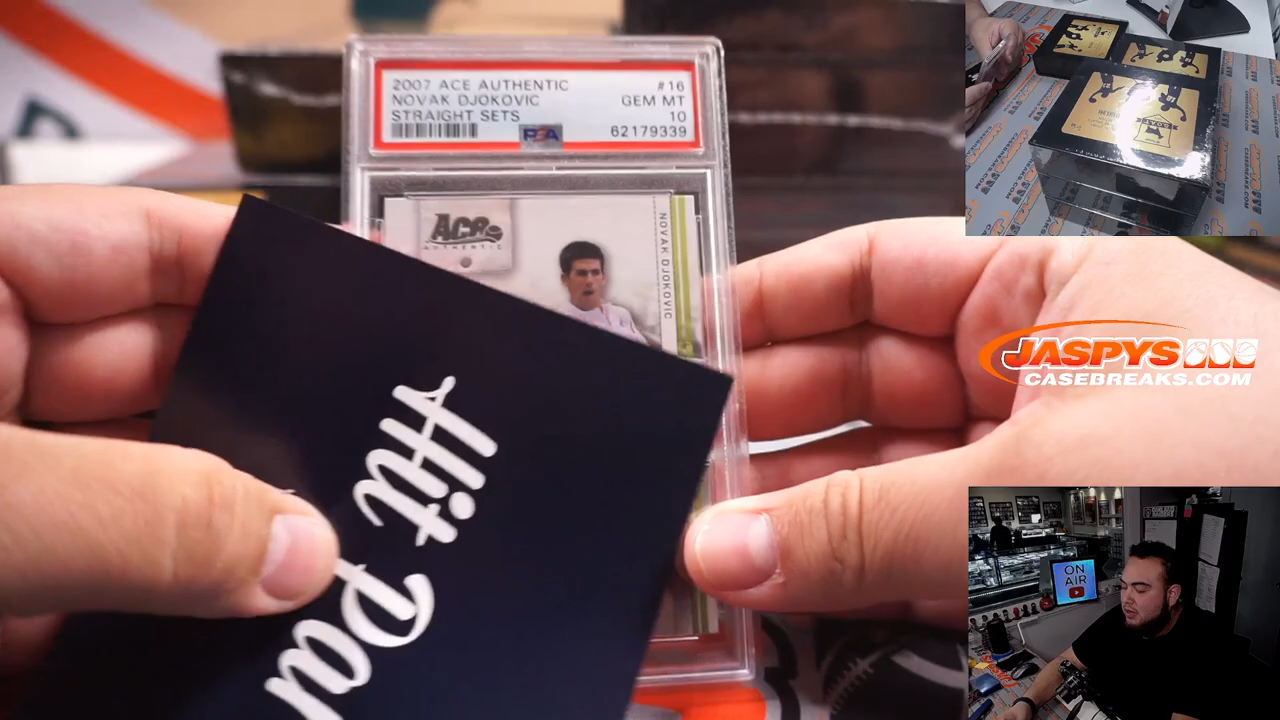 2007 ACE AUTHENTIC #16
NOVAK DJOKOVIC GEM MT
STRAIGHT SETS 10
PSA 62179339
ACE
AUTHENTIC
NOVAK DJOKOVIC
Hit Pa
JASPYS
CASEBREAKS.COM
ON
AIR